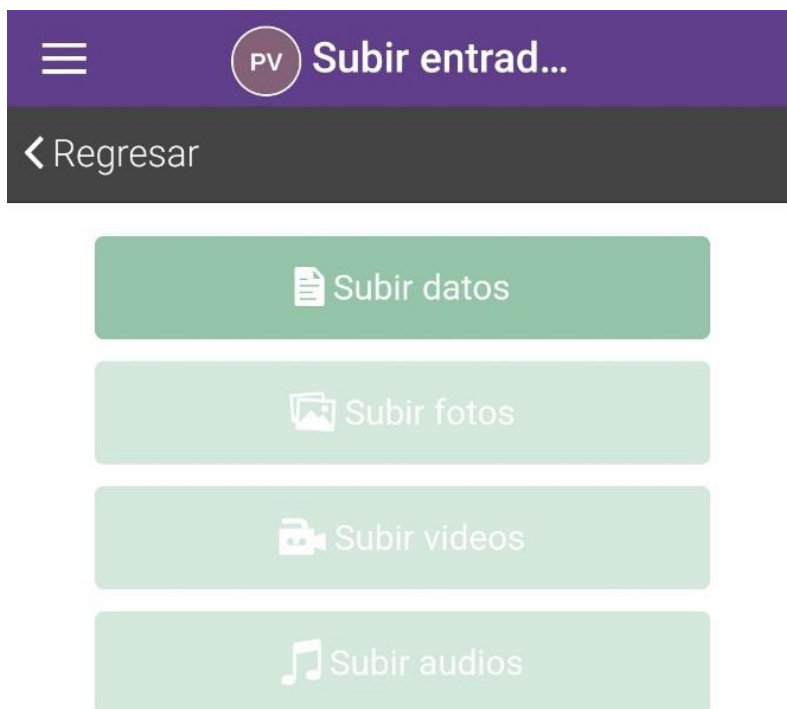 PV Subir entrad...
Regresar
Subir datos
Subir fotos
Subir videos
Subir audios